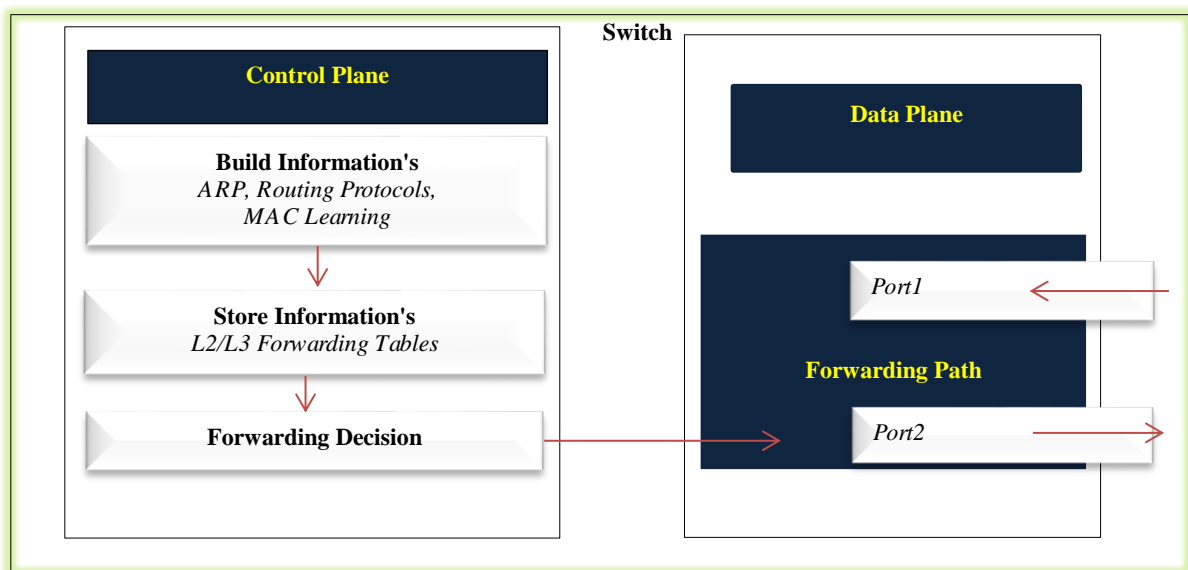 Switch
Control Plane
Build Information's
ARP, Routing Protocols,
MAC Learning
Store Information's
L2/L3 Forwarding Tables
Forwarding Decision
Data Plane
Port1
Forwarding Path
Port2